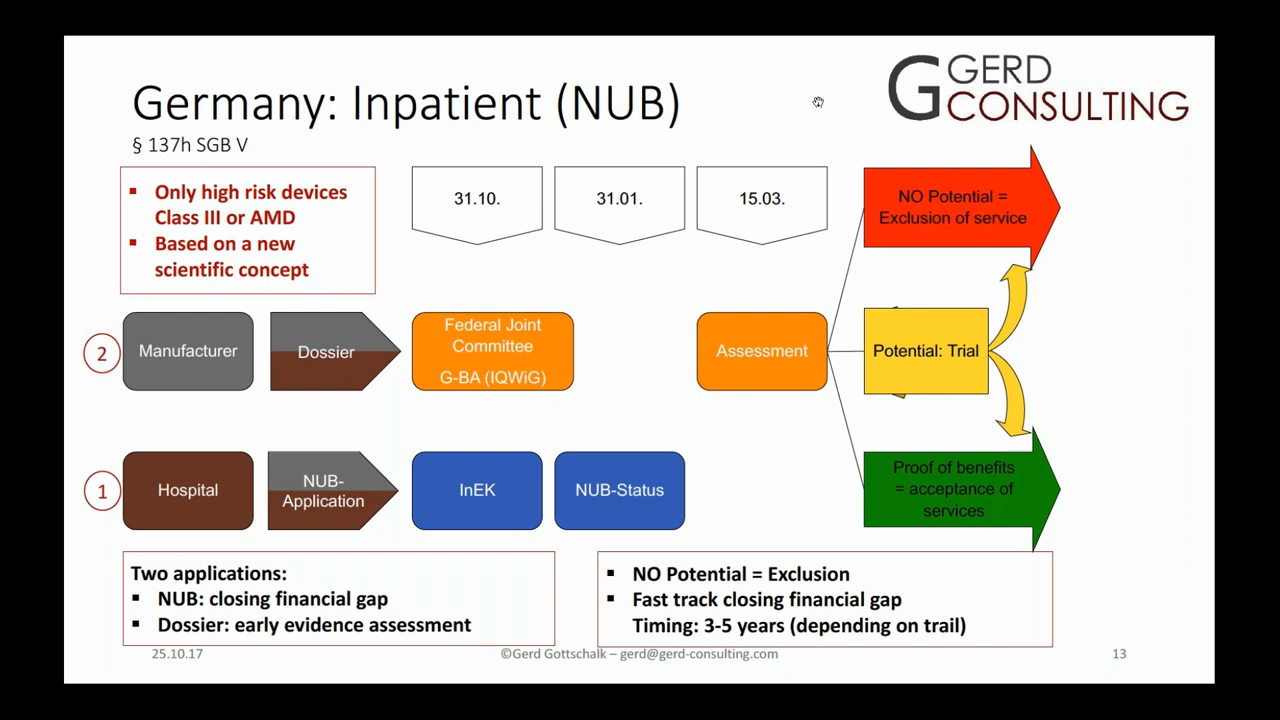 Germany: Inpatient (NUB)
§ 137h SGB V
GERD
CONSULTING
▪ Only high risk devices
Class III or AMD
▪ Based on a new
scientific concept
31.10.
31.01.
15.03.
NO Potential =
Exclusion of service
2
Manufacturer
Dossier
Federal Joint
Committee
G-BA (IQWiG)
Assessment
Potential: Trial
1
Hospital
NUB-
Application
InEK
NUB-Status
Proof of benefits
= acceptance of
services
Two applications:
▪ NUB: closing financial gap
▪ Dossier: early evidence assessment
▪ NO Potential = Exclusion
▪ Fast track closing financial gap
Timing: 3-5 years (depending on trail)
25.10.17
©Gerd Gottschalk – gerd@gerd-consulting.com
13